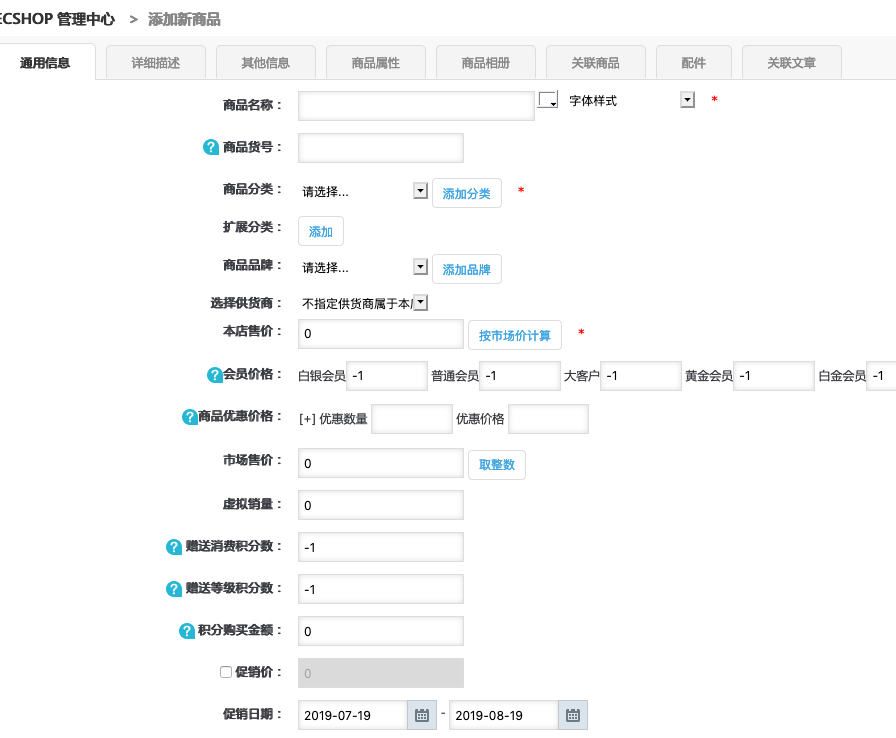 ECSHOP 管理中心 > 添加新商品
通用信息 详细描述 其他信息 商品属性 商品相册 关联商品 配件 关联文章
商品名称： 字体样式 *
? 商品货号：
商品分类： 请选择... 添加分类 *
扩展分类： 添加
商品品牌： 请选择... 添加品牌
选择供货商： 不指定供货商属于本
本店售价： 0 按市场价计算 *
? 会员价格： 白银会员 -1 普通会员 -1 大客户 -1 黄金会员 -1 白金会员 -1
? 商品优惠价格： [+] 优惠数量 优惠价格
市场售价： 0 取整数
虚拟销量： 0
? 赠送消费积分数： -1
? 赠送等级积分数： -1
? 积分购买金额： 0
促销价： 0
促销日期： 2019-07-19 - 2019-08-19